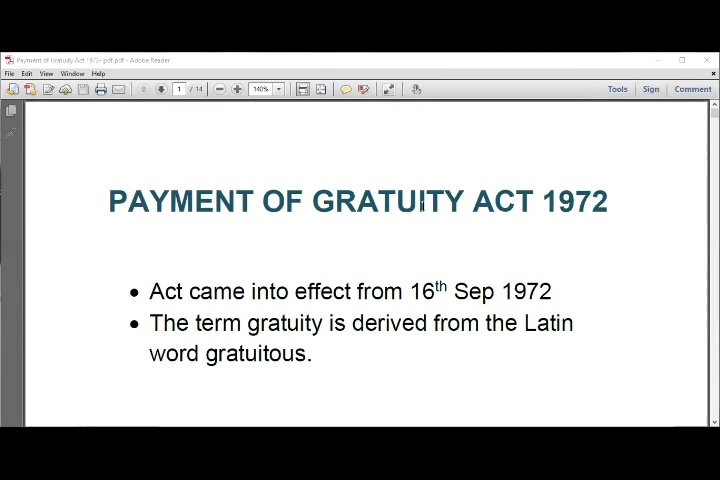 Payment of Gratuity Act 1972- pdf.pdf - Adobe Reader
File Edit View Window Help
1 / 14 140% Tools Sign Comment
PAYMENT OF GRATUITY ACT 1972
• Act came into effect from 16th Sep 1972
• The term gratuity is derived from the Latin
word gratuitous.